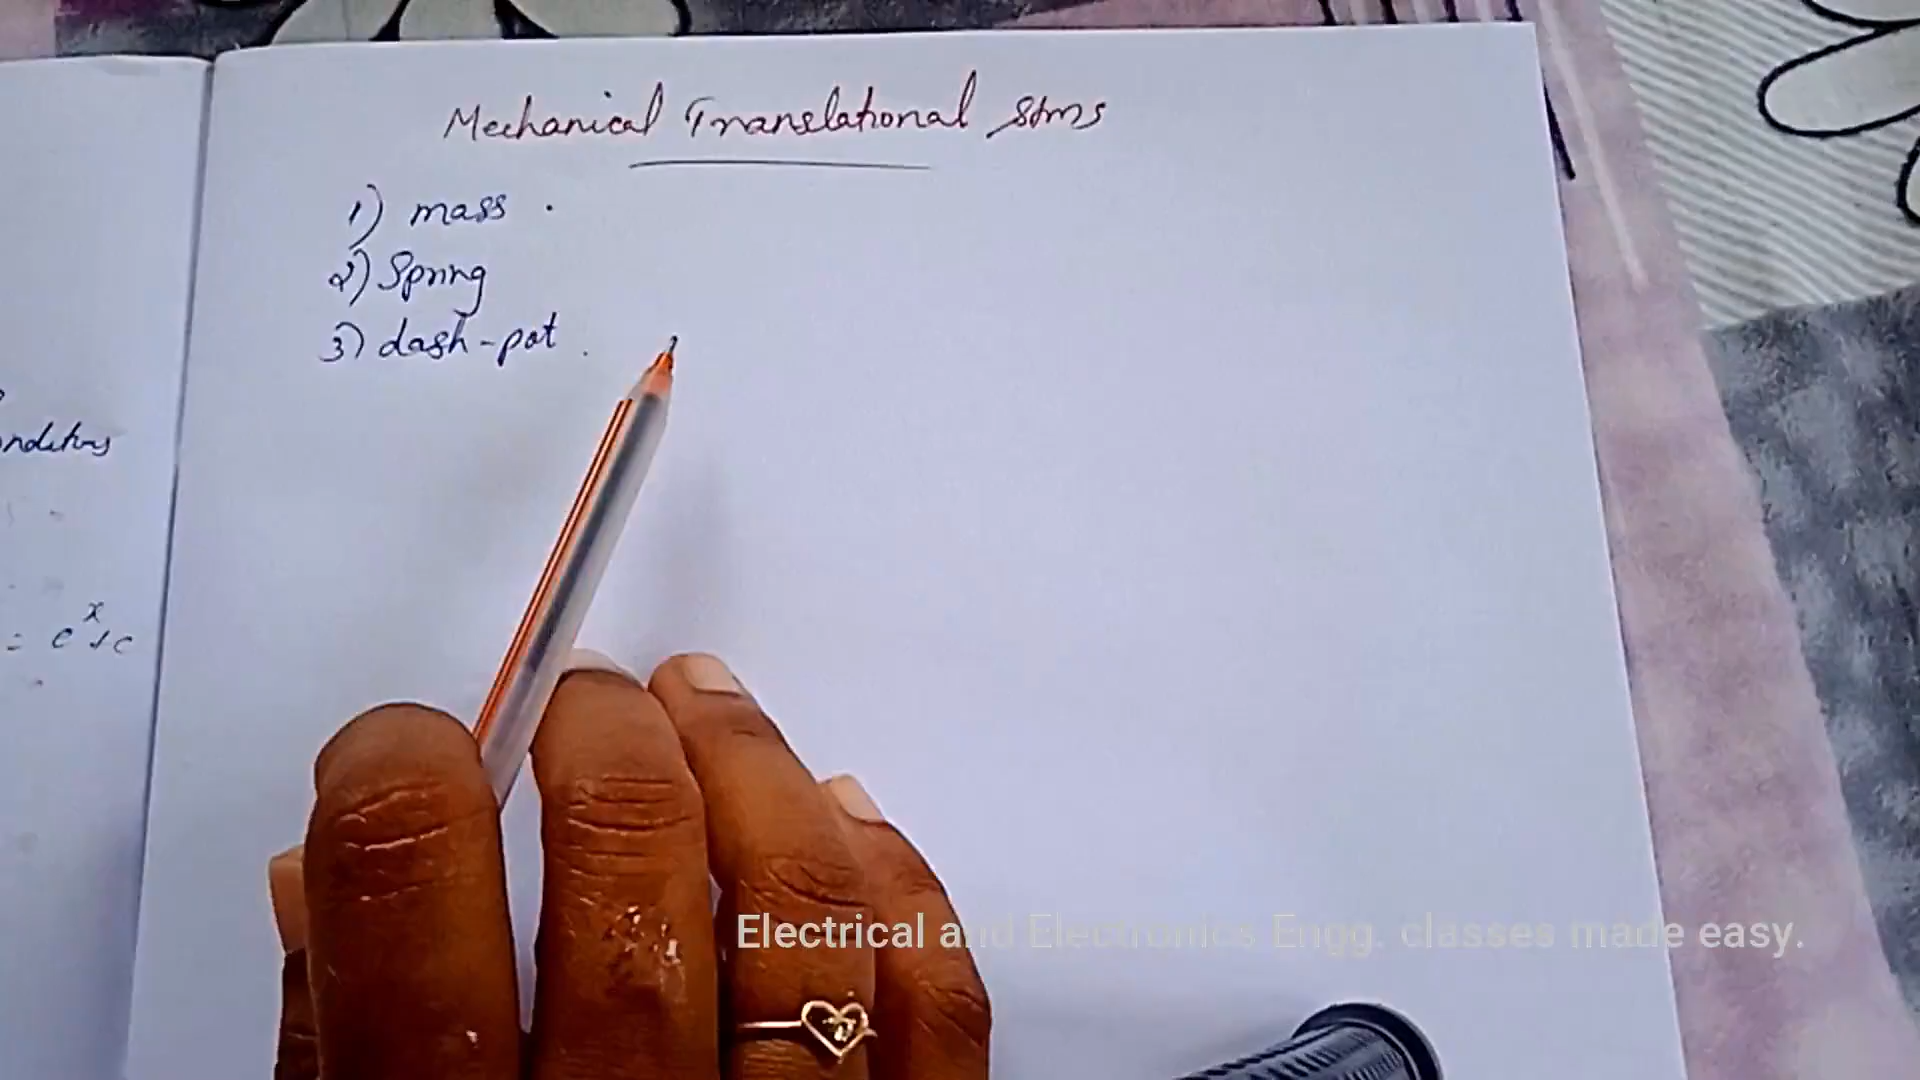 Mechanical Translational Stms
1) mass .
2) Spring
3) dash-pot .
= e^x + c
Electrical and Electronics Engg. classes made easy.